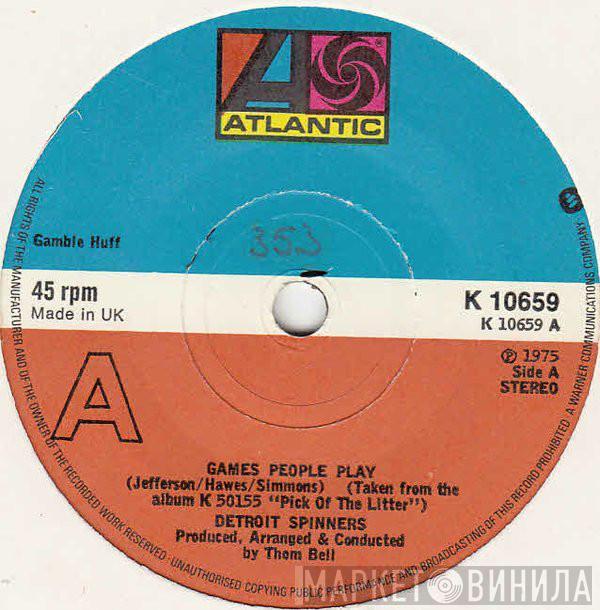 ATLANTIC
Gamble Huff
353
45 rpm
Made in UK
K 10659
K 10659 A
℗ 1975
Side A
STEREO
A
GAMES PEOPLE PLAY
(Jefferson/Hawes/Simmons) (Taken from the
album K 50155 "Pick Of The Litter")
DETROIT SPINNERS
Produced, Arranged & Conducted
by Thom Bell
ALL RIGHTS OF THE MANUFACTURER AND OF THE OWNER OF THE RECORDED WORK RESERVED · UNAUTHORISED COPYING PUBLIC PERFORMANCE AND BROADCASTING OF THIS RECORD PROHIBITED · A WARNER COMMUNICATIONS COMPANY
МАРКЕТ ВИНИЛА